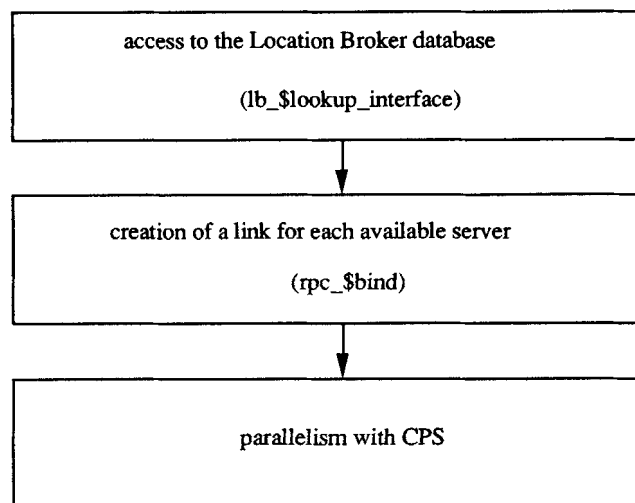 access to the Location Broker database
(lb_$lookup_interface)
creation of a link for each available server
(rpc_$bind)
parallelism with CPS